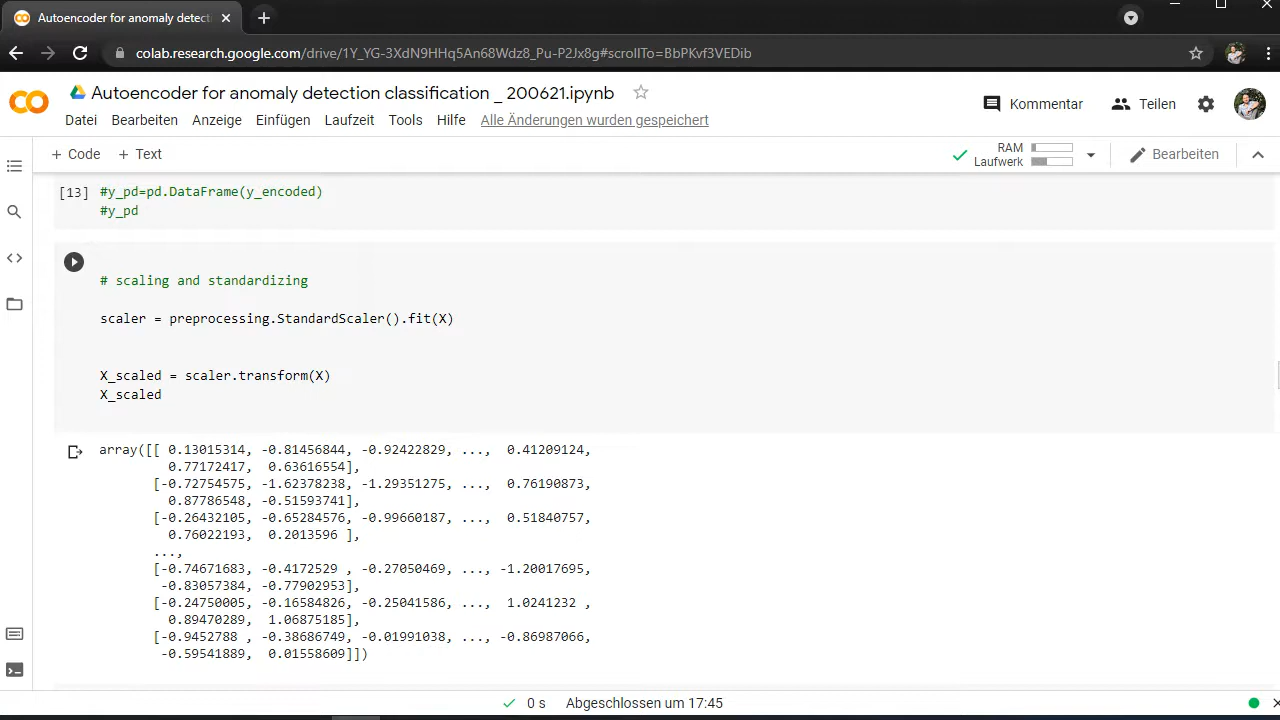 Autoencoder for anomaly detecti
colab.research.google.com/drive/1Y_YG-3XdN9HHq5An68Wdz8_Pu-P2Jx8g#scrollTo=BbPKvf3VEDib
Autoencoder for anomaly detection classification _ 200621.ipynb
Kommentar Teilen
Datei Bearbeiten Anzeige Einfügen Laufzeit Tools Hilfe Alle Änderungen wurden gespeichert
+ Code + Text
RAM
Laufwerk
Bearbeiten
[13] #y_pd=pd.DataFrame(y_encoded)
#y_pd
# scaling and standardizing
scaler = preprocessing.StandardScaler().fit(X)
X_scaled = scaler.transform(X)
X_scaled
array([[ 0.13015314, -0.81456844, -0.92422829, ..., 0.41209124,
0.77172417, 0.63616554],
[-0.72754575, -1.62378238, -1.29351275, ..., 0.76190873,
0.87786548, -0.51593741],
[-0.26432105, -0.65284576, -0.99660187, ..., 0.51840757,
0.76022193, 0.2013596 ],
...,
[-0.74671683, -0.4172529 , -0.27050469, ..., -1.20017695,
-0.83057384, -0.77902953],
[-0.24750005, -0.16584826, -0.25041586, ..., 1.0241232 ,
0.89470289, 1.06875185],
[-0.9452788 , -0.38686749, -0.01991038, ..., -0.86987066,
-0.59541889, 0.01558609]])
0 s Abgeschlossen um 17:45